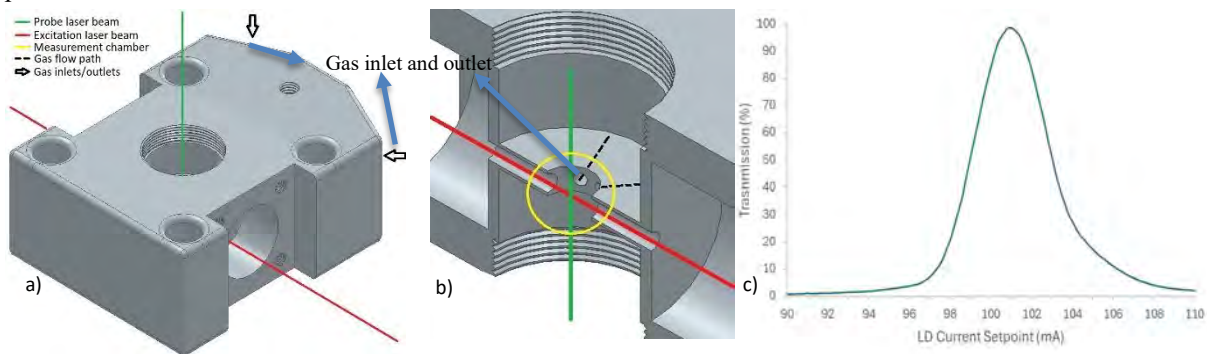 Probe laser beam
Excitation laser beam
Measurement chamber
Gas flow path
Gas inlets/outlets
a)
Gas inlet and outlet
b)
Trasnmission (%)
100
90
80
70
60
50
40
30
20
10
0
90
92
94
96
98
100
102
104
106
108
110
LD Current Setpoint (mA)
c)